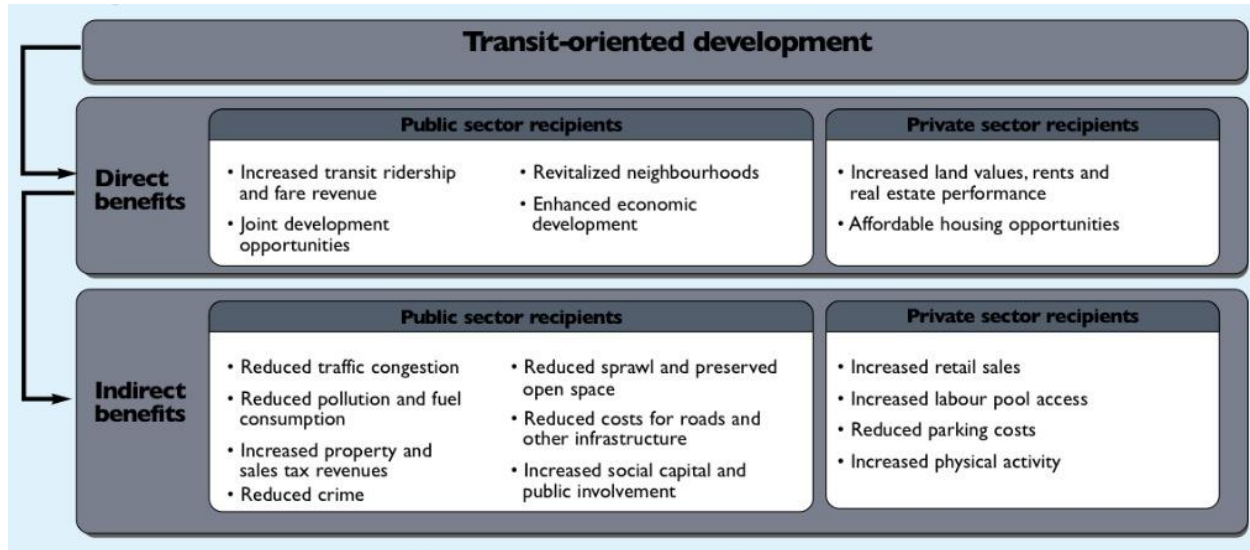 Transit-oriented development
Direct
benefits
Public sector recipients
• Increased transit ridership
and fare revenue
• Joint development
opportunities
• Revitalized neighbourhoods
• Enhanced economic
development
Private sector recipients
• Increased land values, rents and
real estate performance
• Affordable housing opportunities
Indirect
benefits
Public sector recipients
• Reduced traffic congestion
• Reduced pollution and fuel
consumption
• Increased property and
sales tax revenues
• Reduced crime
• Reduced sprawl and preserved
open space
• Reduced costs for roads and
other infrastructure
• Increased social capital and
public involvement
Private sector recipients
• Increased retail sales
• Increased labour pool access
• Reduced parking costs
• Increased physical activity